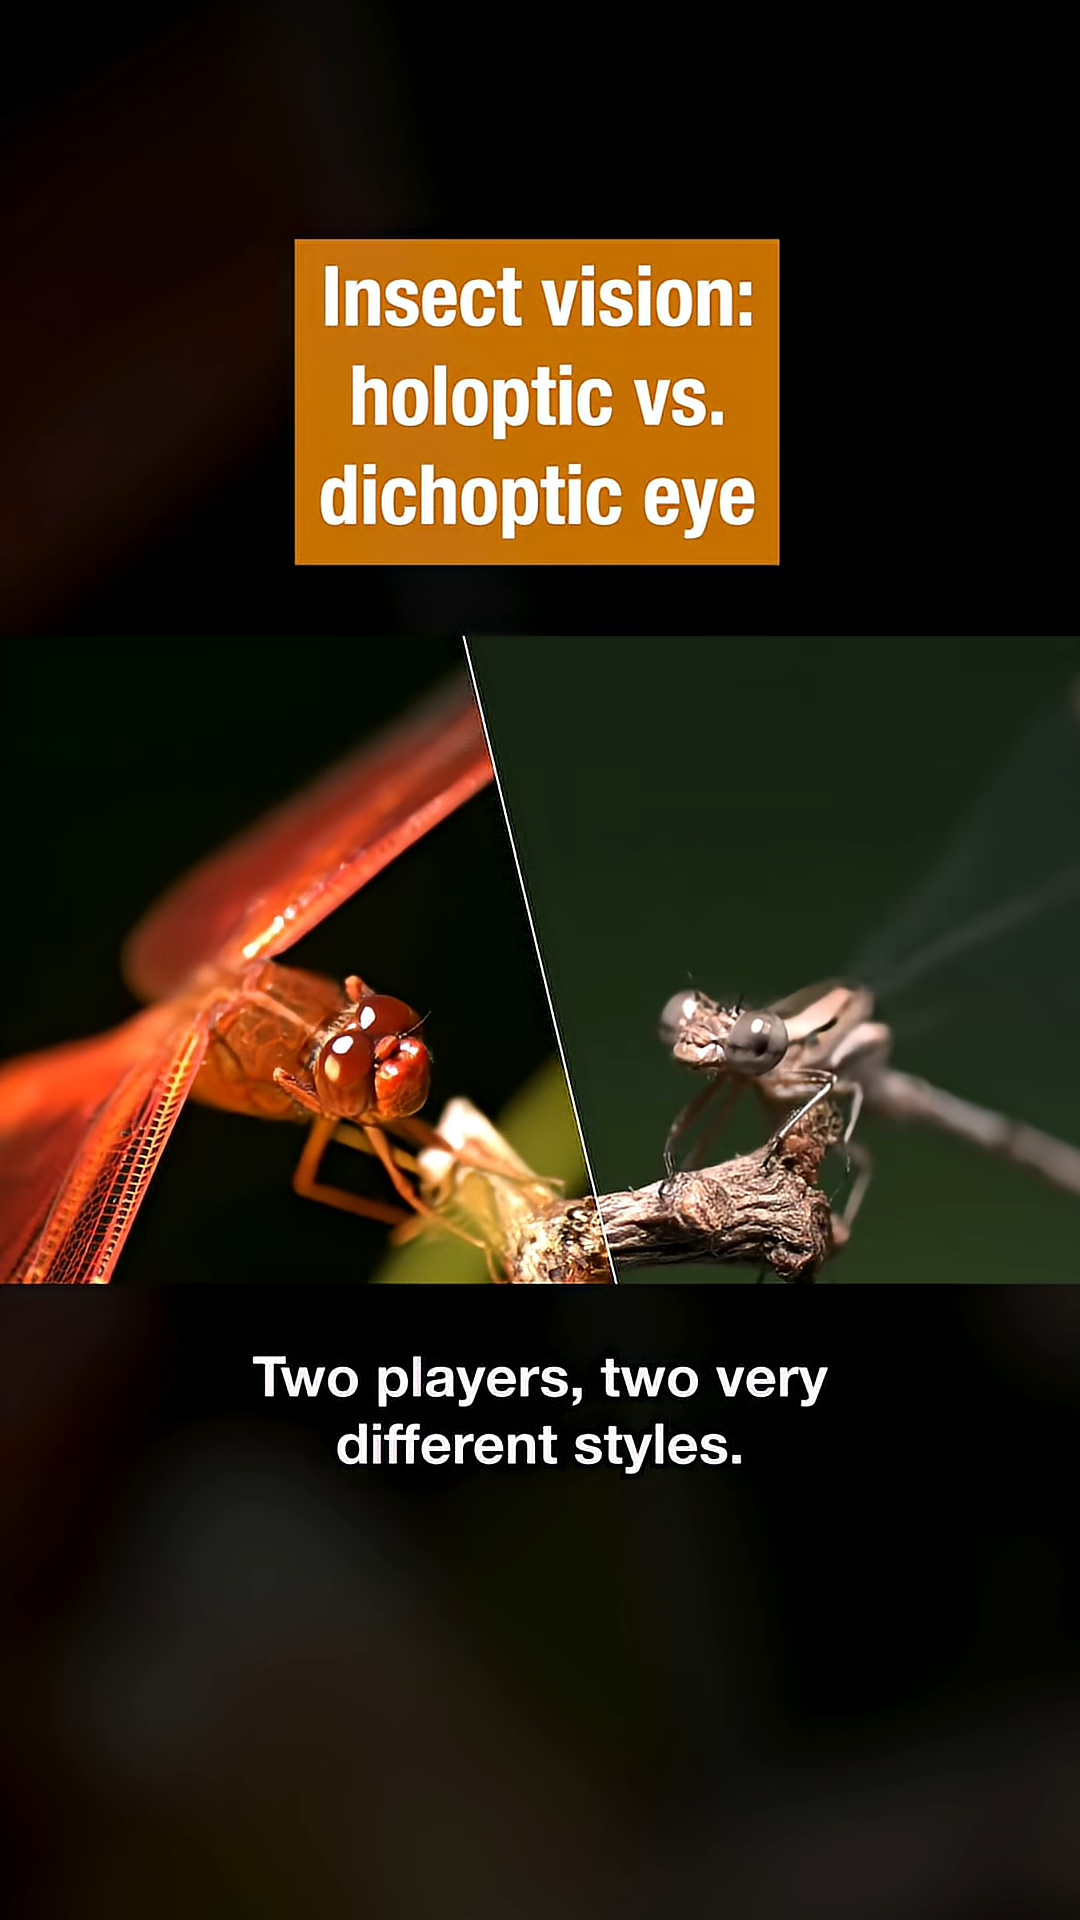 Insect vision:
holoptic vs.
dichoptic eye
Two players, two very
different styles.